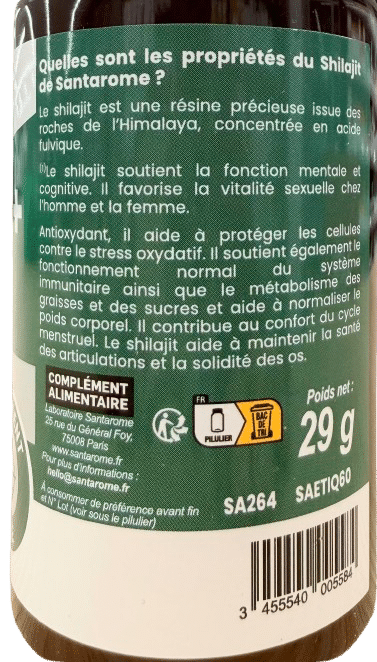 Quelles sont les propriétés du Shilajit
de Santarome ?
Le shilajit est une résine précieuse issue des
roches de l'Himalaya, concentrée en acide
fulvique.
(1)Le shilajit soutient la fonction mentale et
cognitive. Il favorise la vitalité sexuelle chez
l'homme et la femme.
Antioxydant, il aide à protéger les cellules
contre le stress oxydatif. Il soutient également le
fonctionnement normal du système
immunitaire ainsi que le métabolisme des
graisses et des sucres et aide à normaliser le
poids corporel. Il contribue au confort du cycle
menstruel. Le shilajit aide à maintenir la santé
des articulations et la solidité des os.
COMPLÉMENT
ALIMENTAIRE
Laboratoire Santarome
25 rue du Général Foy,
75008 Paris
www.santarome.fr
Pour plus d'informations :
hello@santarome.fr
À consommer de préférence avant fin
et N° Lot (voir sous le pilulier)
FR
PILULIER
BAC
DE
TRI
Poids net :
29 g
SA264 SAETIQ60
3 455540 005584